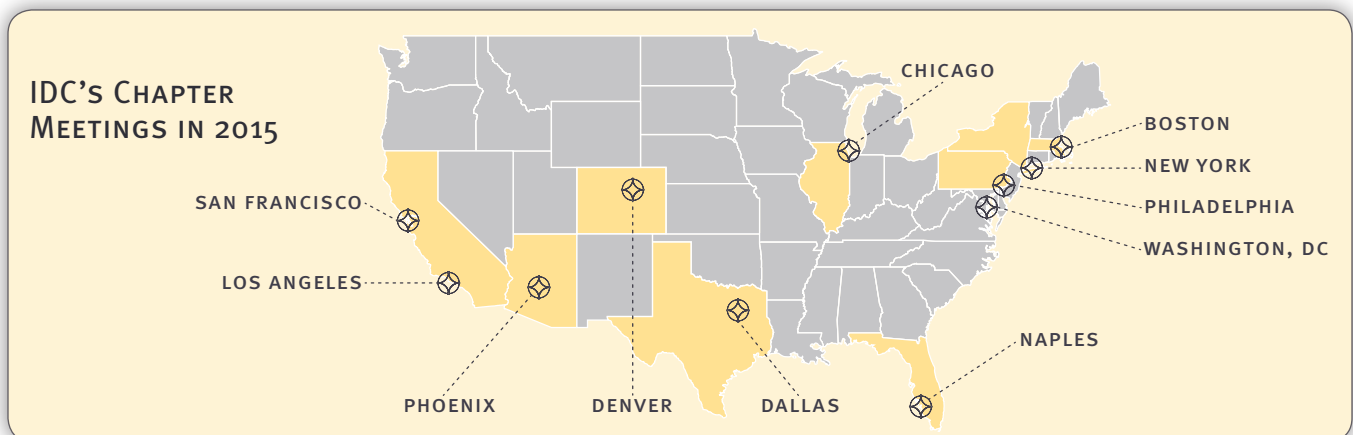 IDC's Chapter
Meetings in 2015
CHICAGO
BOSTON
NEW YORK
PHILADELPHIA
WASHINGTON, DC
SAN FRANCISCO
LOS ANGELES
NAPLES
PHOENIX
DENVER
DALLAS